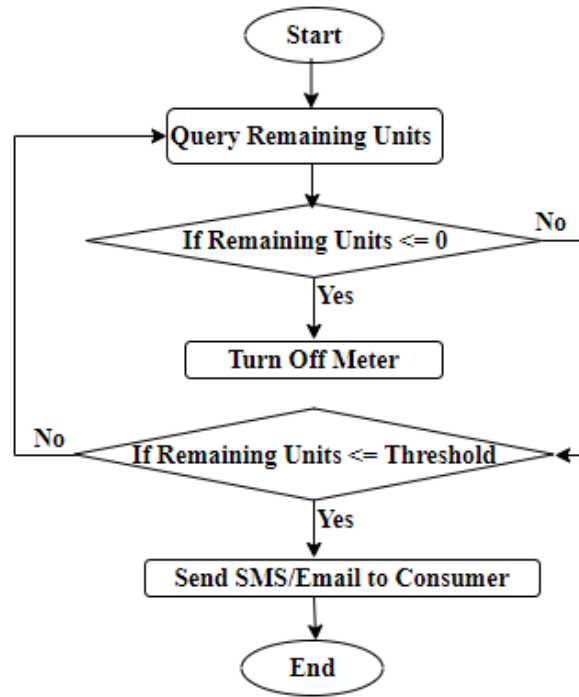 Start
Query Remaining Units
If Remaining Units <= 0
No
Yes
Turn Off Meter
No
If Remaining Units <= Threshold
Yes
Send SMS/Email to Consumer
End